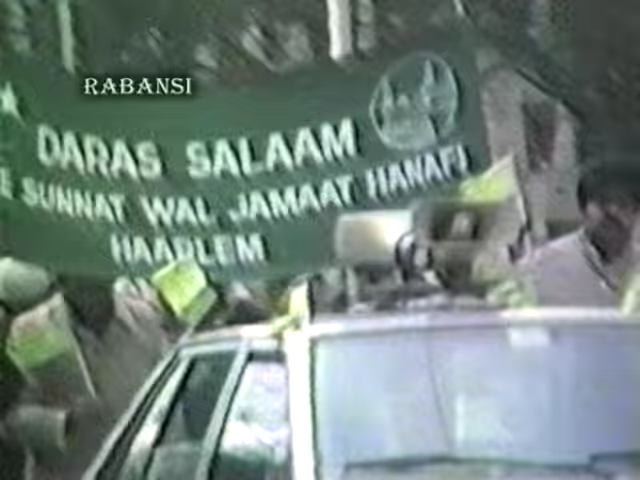 RABANSI
DARAS SALAAM
E SUNNAT WAL JAMAAT HANAFI
HAARLEM